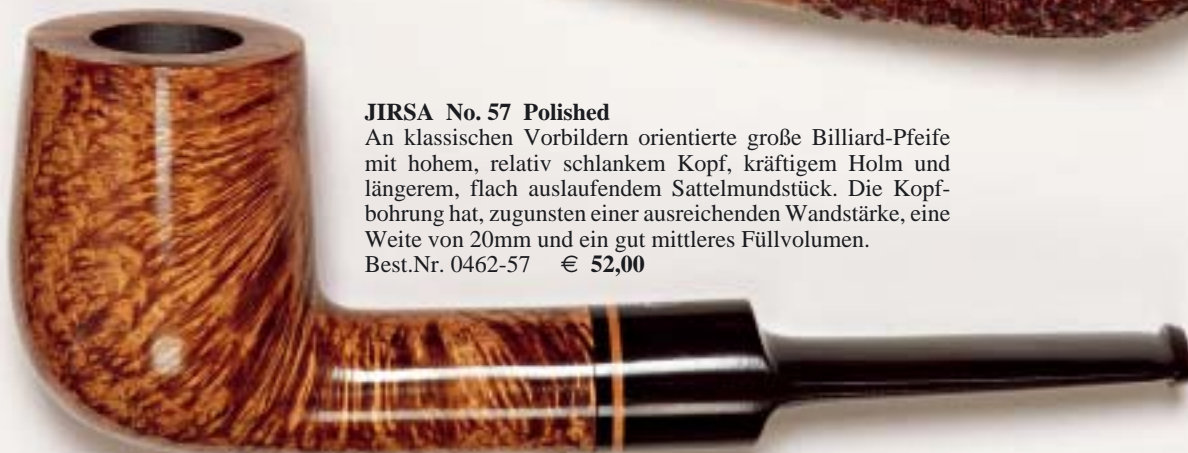 JIRSA No. 57 Polished
An klassischen Vorbildern orientierte große Billiard-Pfeife
mit hohem, relativ schlankem Kopf, kräftigem Holm und
längerem, flach auslaufendem Sattelmundstück. Die Kopf-
bohrung hat, zugunsten einer ausreichenden Wandstärke, eine
Weite von 20mm und ein gut mittleres Füllvolumen.
Best.Nr. 0462-57 € 52,00